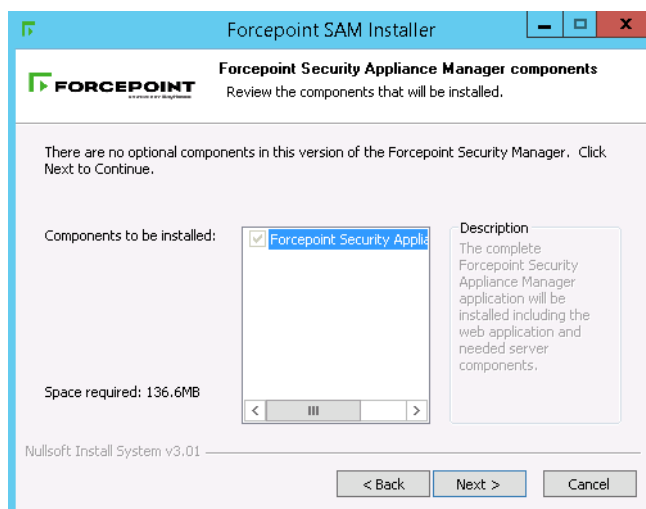 Forcepoint SAM Installer
FORCEPOINT
Forcepoint Security Appliance Manager components
Review the components that will be installed.
There are no optional components in this version of the Forcepoint Security Manager. Click
Next to Continue.
Components to be installed:
Forcepoint Security Applia
Description
The complete
Forcepoint Security
Appliance Manager
application will be
installed including the
web application and
needed server
components.
Space required: 136.6MB
Nullsoft Install System v3.01
< Back
Next >
Cancel